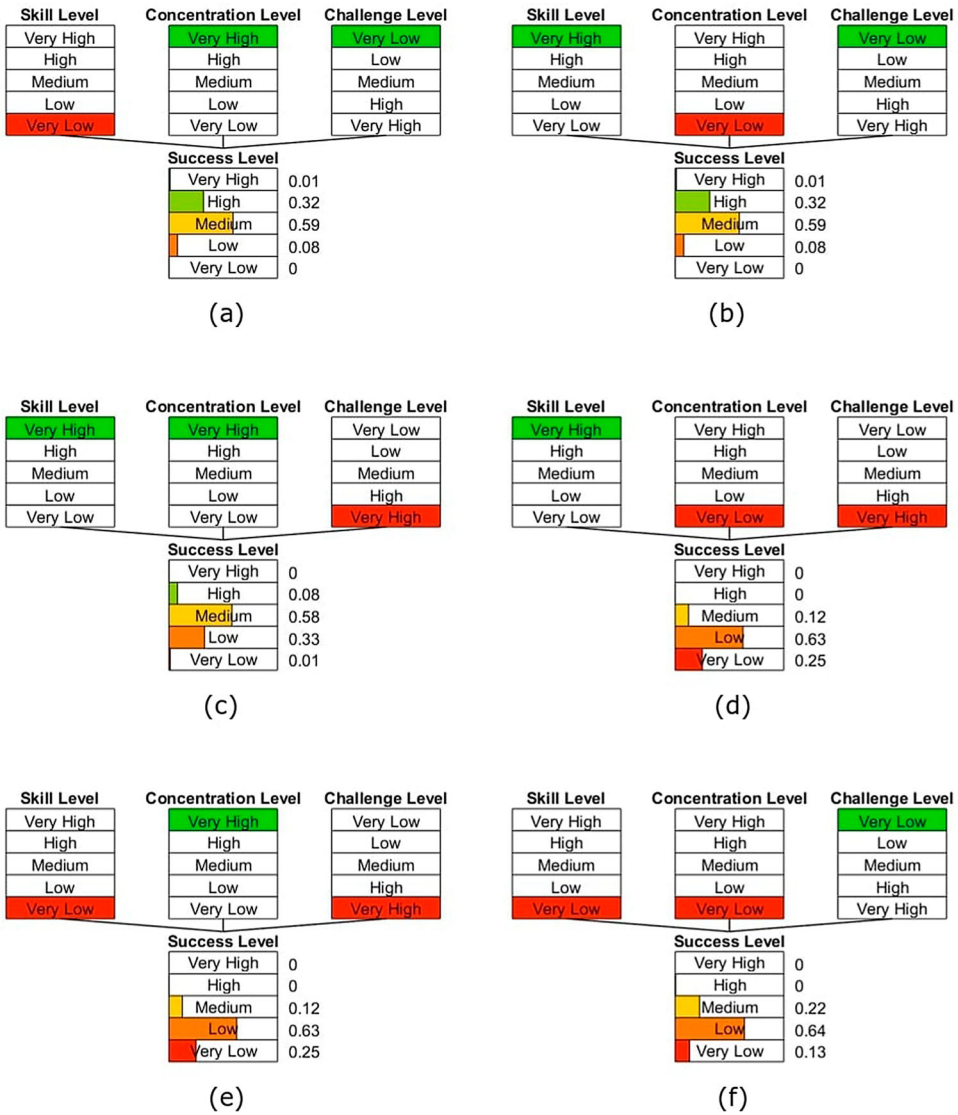 Skill Level Concentration Level Challenge Level
Very High Very High Very Low
High High Low
Medium Medium Medium
Low Low High
Very Low Very Low Very High
Success Level
Very High 0.01
High 0.32
Medium 0.59
Low 0.08
Very Low 0
(a)
Skill Level Concentration Level Challenge Level
Very High Very High Very Low
High High Low
Medium Medium Medium
Low Low High
Very Low Very Low Very High
Success Level
Very High 0.01
High 0.32
Medium 0.59
Low 0.08
Very Low 0
(b)
Skill Level Concentration Level Challenge Level
Very High Very High Very Low
High High Low
Medium Medium Medium
Low Low High
Very Low Very Low Very High
Success Level
Very High 0
High 0.08
Medium 0.58
Low 0.33
Very Low 0.01
(c)
Skill Level Concentration Level Challenge Level
Very High Very High Very Low
High High Low
Medium Medium Medium
Low Low High
Very Low Very Low Very High
Success Level
Very High 0
High 0
Medium 0.12
Low 0.63
Very Low 0.25
(d)
Skill Level Concentration Level Challenge Level
Very High Very High Very Low
High High Low
Medium Medium Medium
Low Low High
Very Low Very Low Very High
Success Level
Very High 0
High 0
Medium 0.12
Low 0.63
Very Low 0.25
(e)
Skill Level Concentration Level Challenge Level
Very High Very High Very Low
High High Low
Medium Medium Medium
Low Low High
Very Low Very Low Very High
Success Level
Very High 0
High 0
Medium 0.22
Low 0.64
Very Low 0.13
(f)